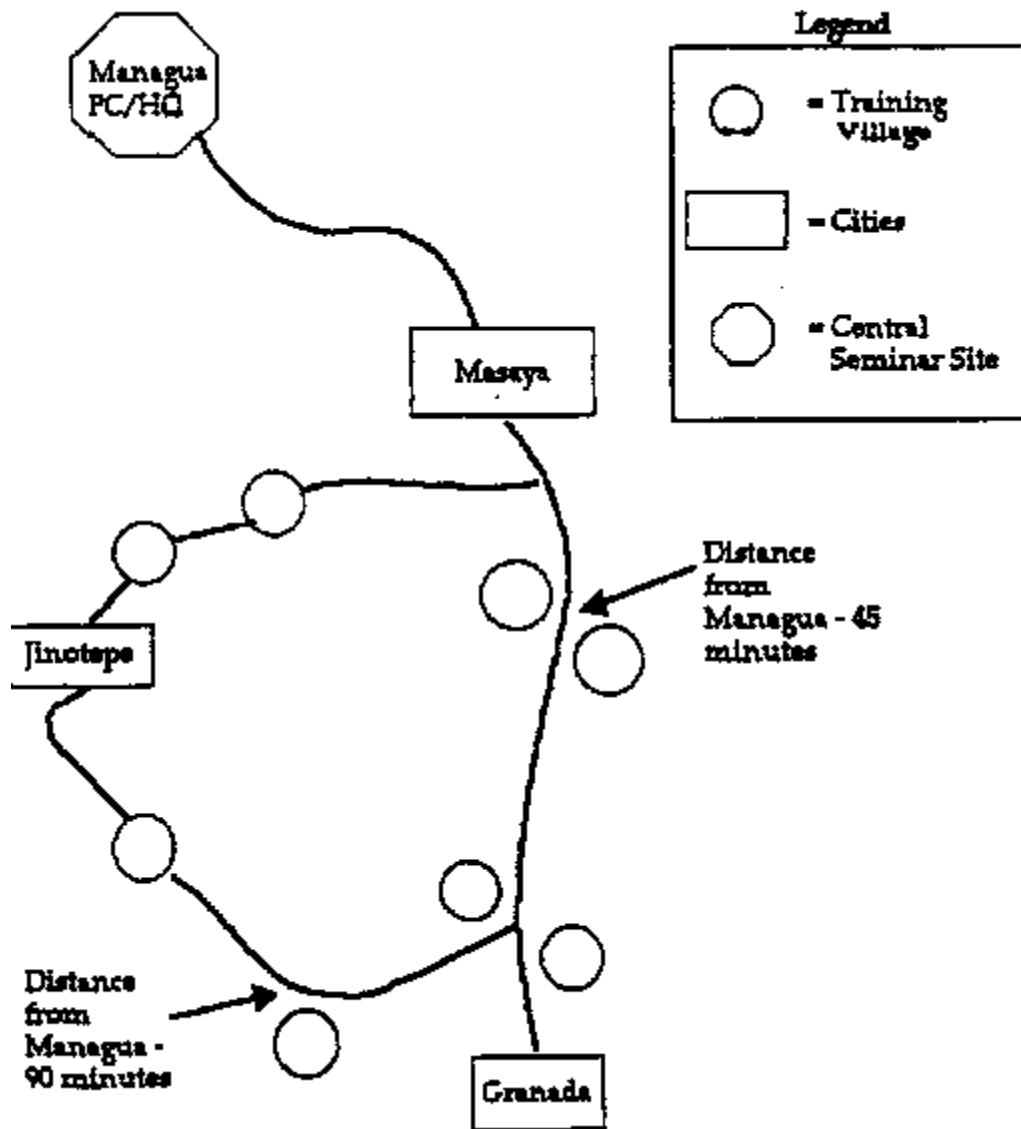 Legend
Managua
PC/HQ
= Training
Village
= Cities
= Central
Seminar Site
Masaya
Distance
from
Managua - 45
minutes
Jinotepe
Distance
from
Managua -
90 minutes
Granada